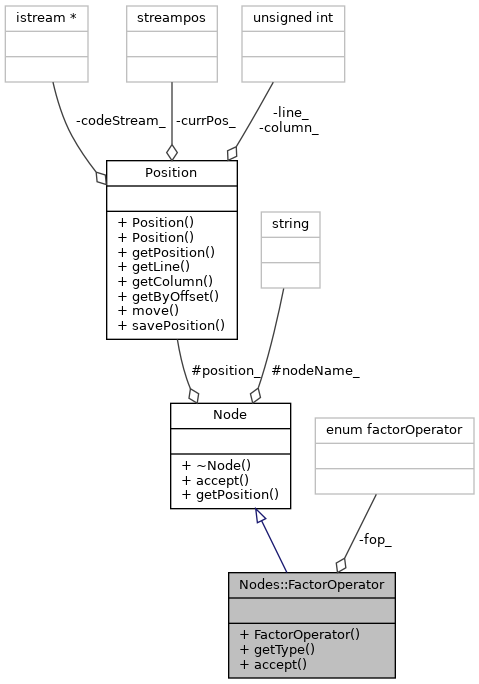 istream *
streampos
unsigned int
-codeStream_
-currPos_
-line_
-column_
Position
+ Position()
+ Position()
+ getPosition()
+ getLine()
+ getColumn()
+ getByOffset()
+ move()
+ savePosition()
string
#position_
#nodeName_
Node
+ ~Node()
+ accept()
+ getPosition()
enum factorOperator
-fop_
Nodes::FactorOperator
+ FactorOperator()
+ getType()
+ accept()